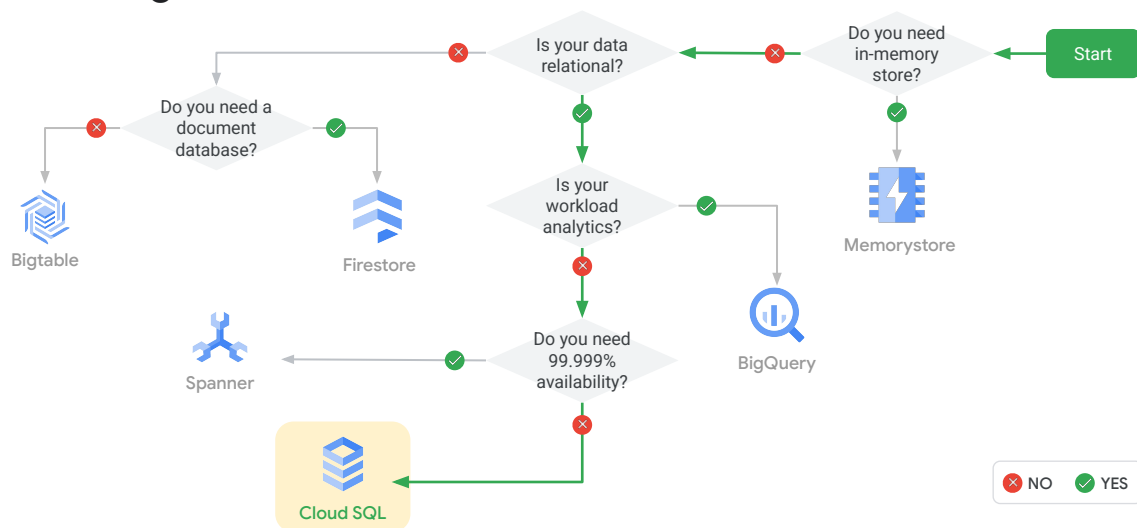 Is your data
relational?
Do you need
in-memory
store?
Start
Do you need a
document
database?
Is your
workload
analytics?
Bigtable
Firestore
Memorystore
Do you need
99.999%
availability?
BigQuery
Spanner
Cloud SQL
NO
YES